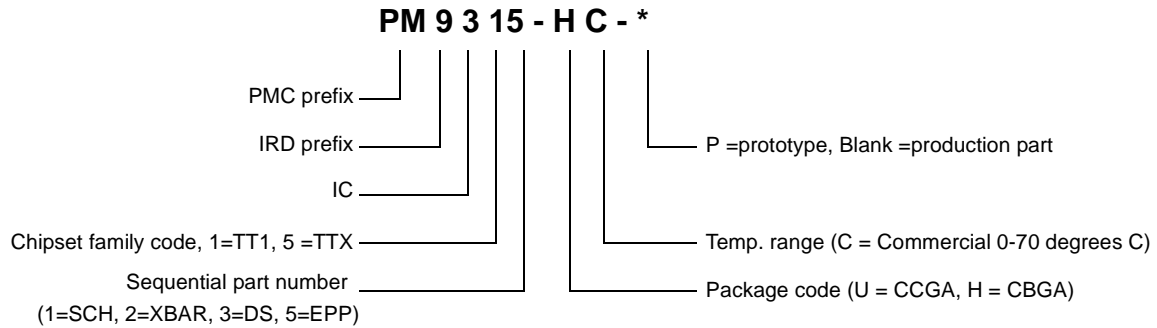 PM 9 3 15 - H C - *
PMC prefix
IRD prefix
P =prototype, Blank =production part
IC
Chipset family code, 1=TT1, 5 =TTX
Temp. range (C = Commercial 0-70 degrees C)
Sequential part number
(1=SCH, 2=XBAR, 3=DS, 5=EPP)
Package code (U = CCGA, H = CBGA)